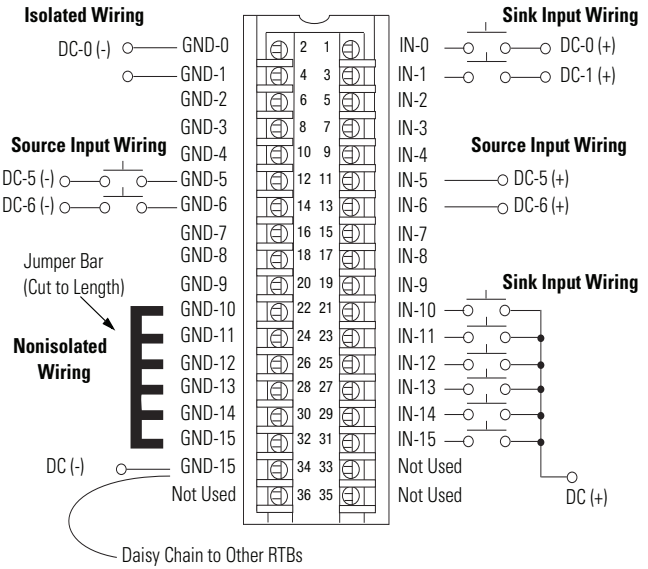 Isolated Wiring Sink Input Wiring
DC-0 (-) GND-0 2 1 IN-0 DC-0 (+)
GND-1 4 3 IN-1 DC-1 (+)
GND-2 6 5 IN-2
GND-3 8 7 IN-3
Source Input Wiring GND-4 10 9 IN-4 Source Input Wiring
DC-5 (-) GND-5 12 11 IN-5 DC-5 (+)
DC-6 (-) GND-6 14 13 IN-6 DC-6 (+)
GND-7 16 15 IN-7
GND-8 18 17 IN-8
Jumper Bar
(Cut to Length)
GND-9 20 19 IN-9 Sink Input Wiring
GND-10 22 21 IN-10
GND-11 24 23 IN-11
Nonisolated
Wiring
GND-12 26 25 IN-12
GND-13 28 27 IN-13
GND-14 30 29 IN-14
GND-15 32 31 IN-15
DC (-) GND-15 34 33 Not Used
Not Used 36 35 Not Used DC (+)
Daisy Chain to Other RTBs